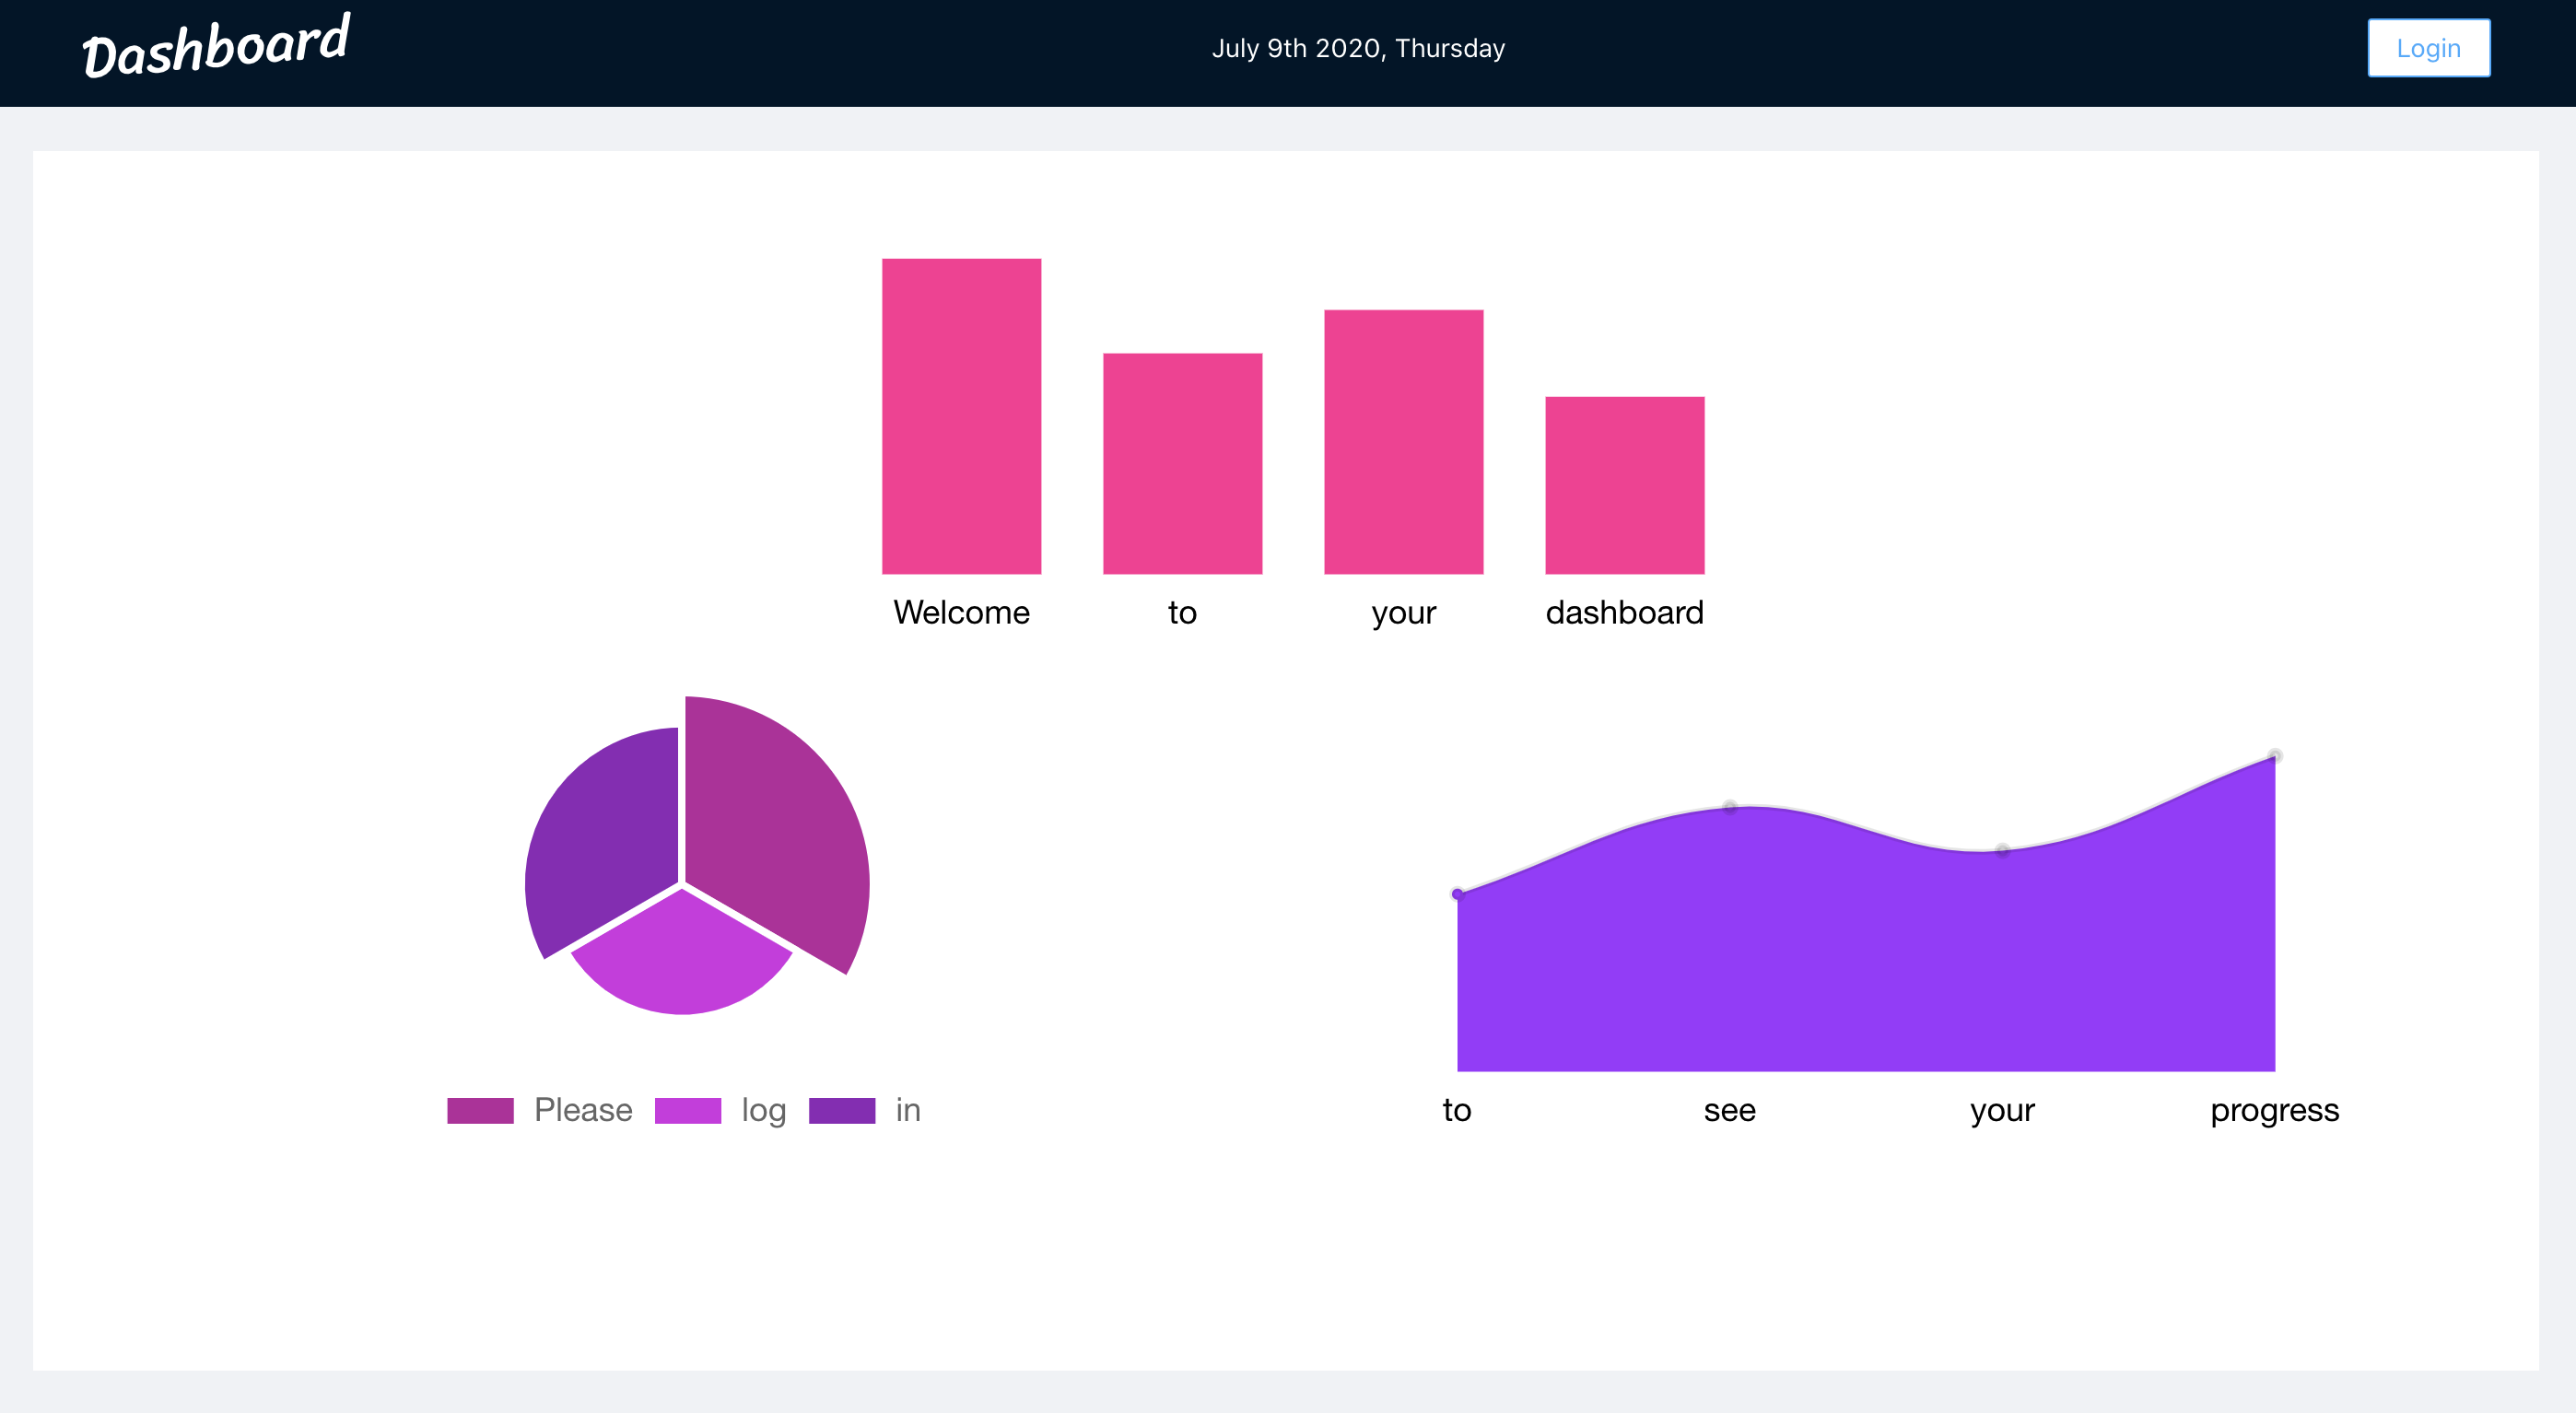 Dashboard
July 9th 2020, Thursday
Login
Welcome to your dashboard
Please log in
to see your progress